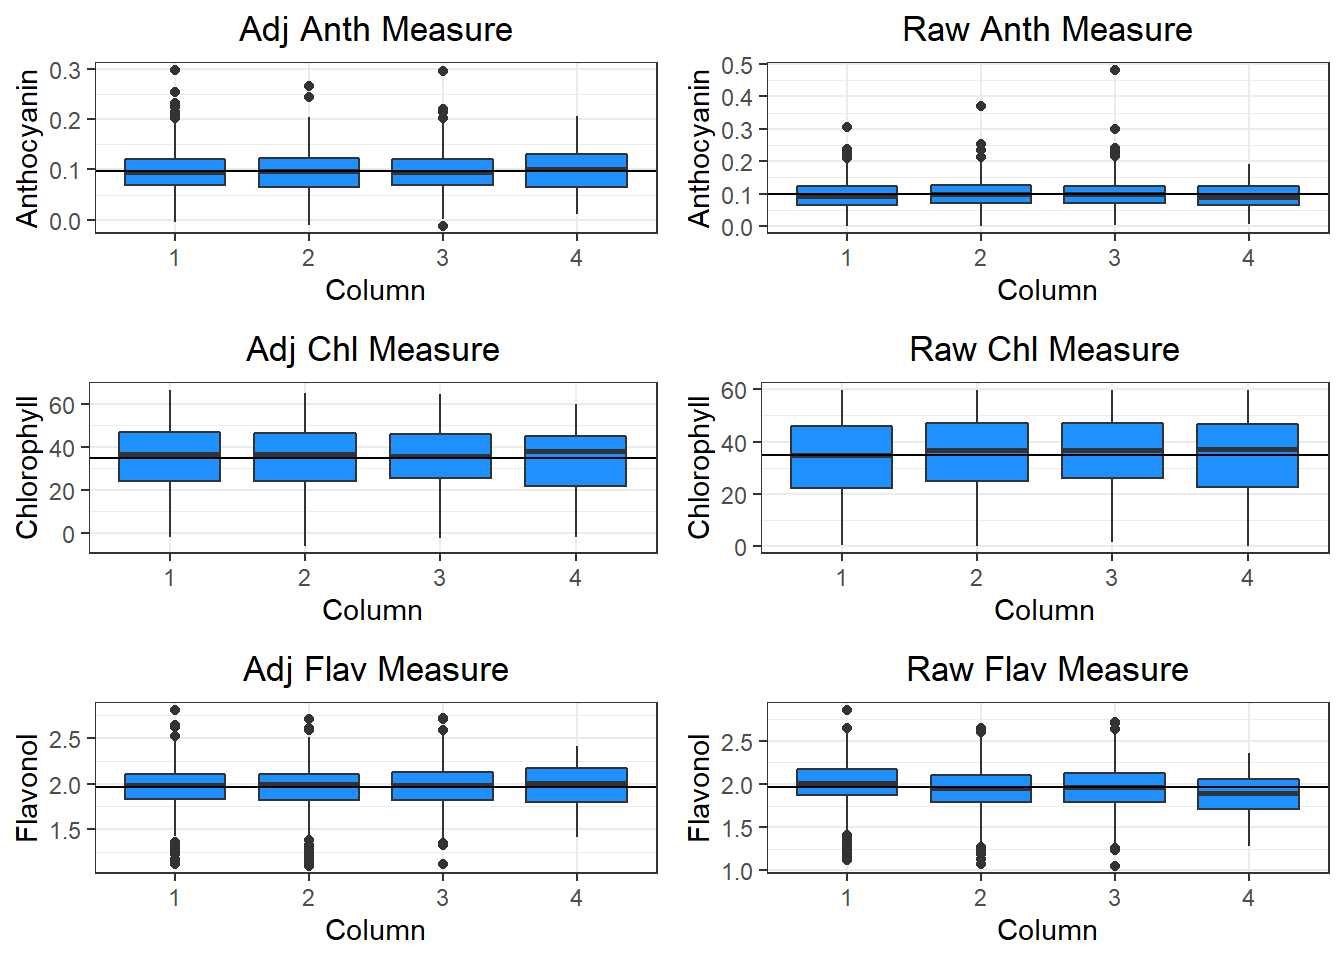 Adj Anth Measure
Anthocyanin
0.3
0.2
0.1
0.0
1 2 3 4
Column
Raw Anth Measure
Anthocyanin
0.5
0.4
0.3
0.2
0.1
0.0
1 2 3 4
Column
Adj Chl Measure
Chlorophyll
60
40
20
0
1 2 3 4
Column
Raw Chl Measure
Chlorophyll
60
40
20
0
1 2 3 4
Column
Adj Flav Measure
Flavonol
2.5
2.0
1.5
1 2 3 4
Column
Raw Flav Measure
Flavonol
2.5
2.0
1.5
1.0
1 2 3 4
Column